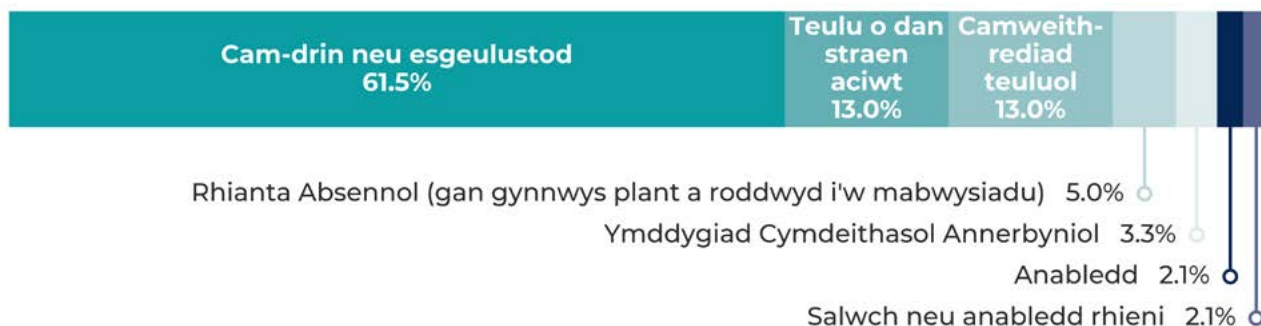 Cam-drin neu esgeulustod
61.5%
Teulu o dan
straen
aciwt
13.0%
Camweith-
rediad
teuluol
13.0%
Rhianta Absennol (gan gynnwys plant a roddwyd i'w mabwysiadu) 5.0%
Ymddygiad Cymdeithasol Annerbyniol 3.3%
Anabledd 2.1%
Salwch neu anabledd rhieni 2.1%